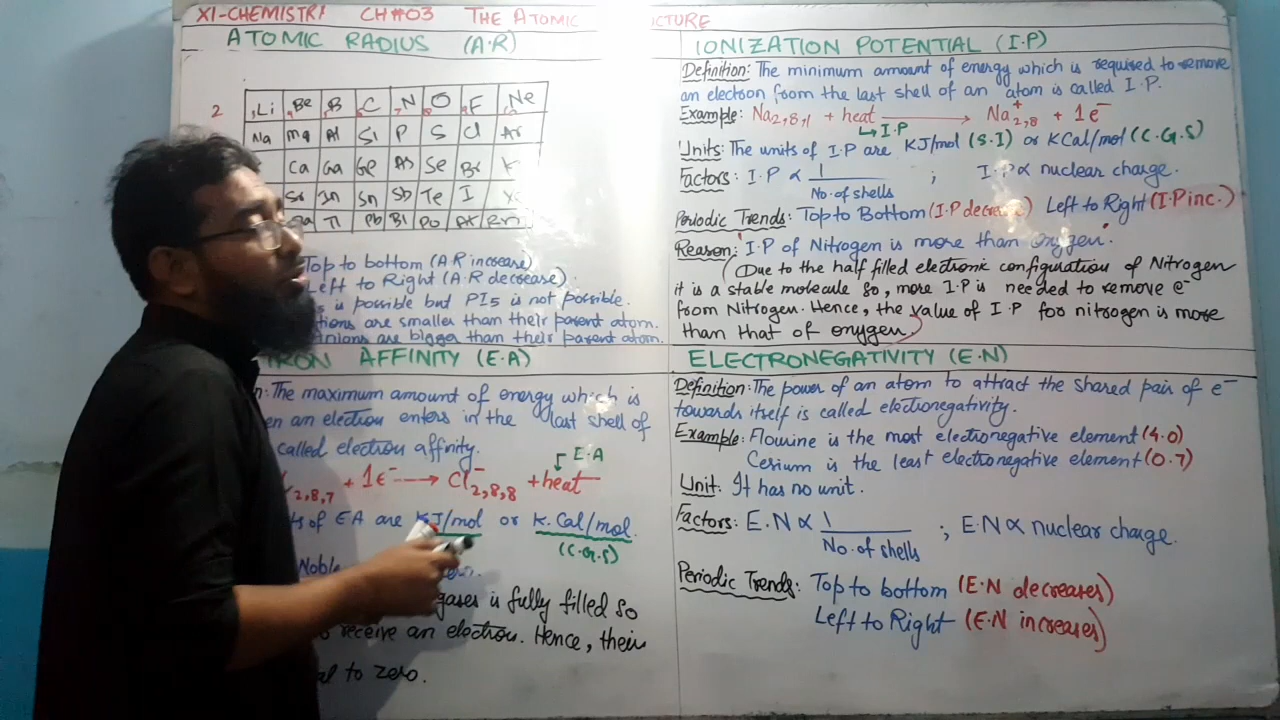 XI-CHEMISTRY CH#03 THE ATOMIC CTURE
ATOMIC RADIUS (A.R)
2 Li Be B C N O F Ne
Na Mg Al Si P S Cl Ar
Ca Ga Ge As Se Br K
Sr In Sn Sb Te I Xe
Tl Pb Bi Po At Rn
Top to bottom (A.R increase)
Left to Right (A.R decrease)
is possible but PI5 is not possible.
tions are smaller than their parent atom.
nions are bigger than their parent atom.
IONIZATION POTENTIAL (I.P)
Definition: The minimum amount of energy which is required to remove
an electron from the last shell of an atom is called I.P.
Example: Na2,8,1 + heat → Na+2,8 + 1e-
↳ I.P
Units: The units of I.P are KJ/mol (S.I) or KCal/mol (C.G.S)
Factors: I.P ∝ 1/No. of shells ; I.P ∝ nuclear charge.
Periodic Trends: Top to Bottom (I.P decrease) Left to Right (I.P inc.)
Reason: I.P of Nitrogen is more than oxygen.
(Due to the half filled electronic configuration of Nitrogen
it is a stable molecule so, more I.P is needed to remove e-
from Nitrogen. Hence, the value of I.P for nitrogen is more
than that of oxygen.)
TRON AFFINITY (E.A)
n: The maximum amount of energy which is
en an electron enters in the last shell of
called electron affinity.
E.A
2,8,7 + 1e- → Cl-2,8,8 + heat
ts of EA are KJ/mol or K.Cal/mol.
(C.G.S)
Noble
gases is fully filled so
receive an electron. Hence, their
al to zero.
ELECTRONEGATIVITY (E.N)
Definition: The power of an atom to attract the shared pair of e-
towards itself is called electronegativity.
Example: Flourine is the most electronegative element (4.0)
Cesium is the least electronegative element (0.7)
Unit: It has no unit.
Factors: E.N ∝ 1/No. of shells ; E.N ∝ nuclear charge.
Periodic Trends: Top to bottom (E.N decreases)
Left to Right (E.N increases)